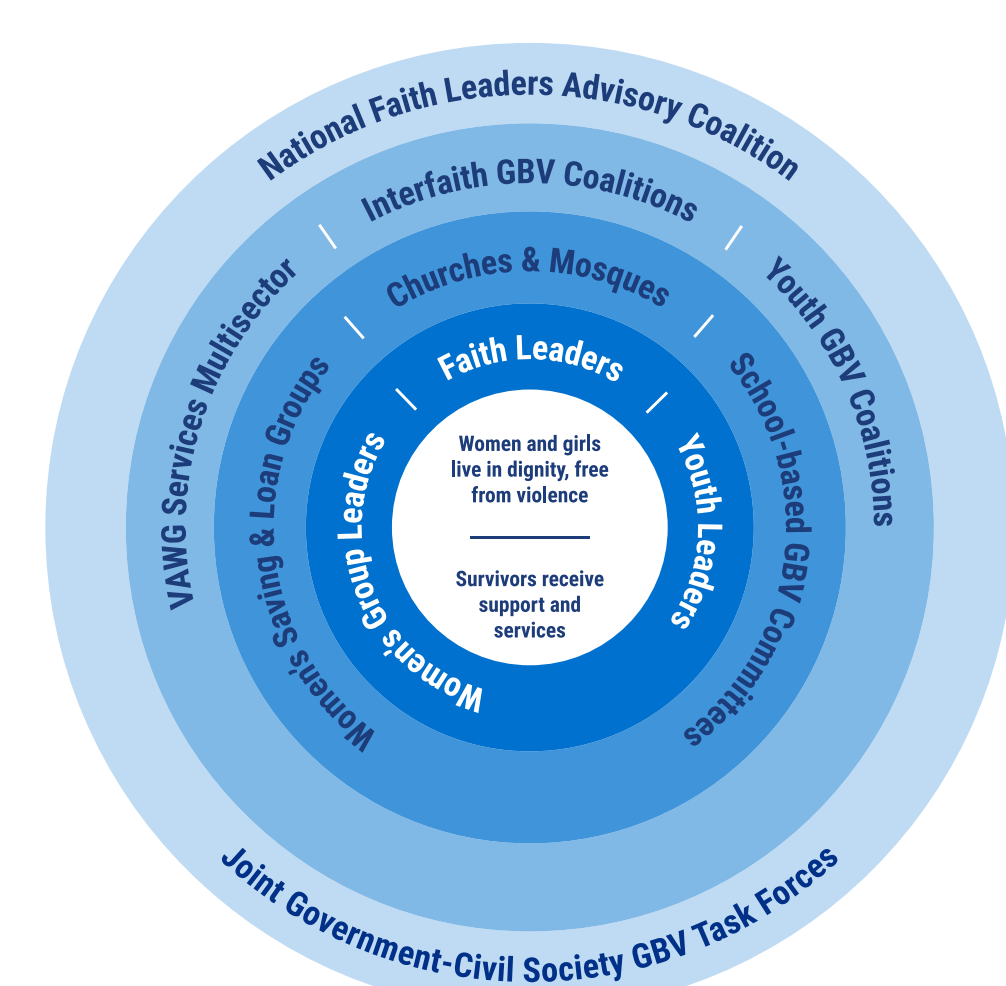 National Faith Leaders Advisory Coalition
Interfaith GBV Coalitions
VAWG Services Multisector
Youth GBV Coalitions
Churches & Mosques
Women's Saving & Loan Groups
School-based GBV Committees
Faith Leaders
Women's Group Leaders
Youth Leaders
Women and girls
live in dignity, free
from violence
Survivors receive
support and
services
Joint Government-Civil Society GBV Task Forces